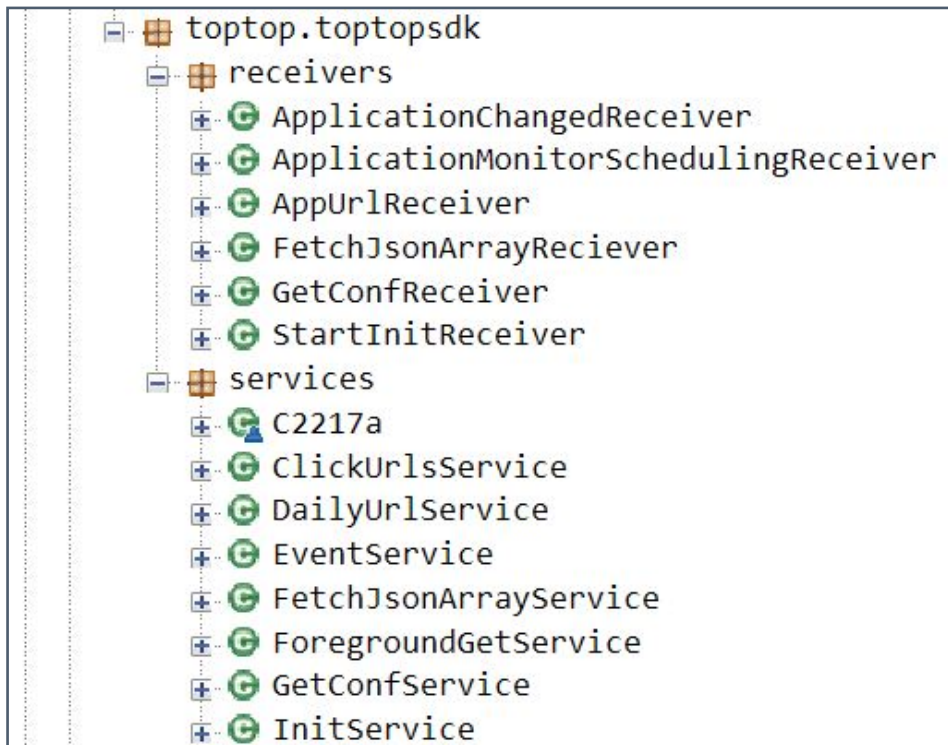 toptop.toptopsdk
receivers
ApplicationChangedReceiver
ApplicationMonitorSchedulingReceiver
AppUrlReceiver
FetchJsonArrayReciever
GetConfReceiver
StartInitReceiver
services
C2217a
ClickUrlsService
DailyUrlService
EventService
FetchJsonArrayService
ForegroundGetService
GetConfService
InitService